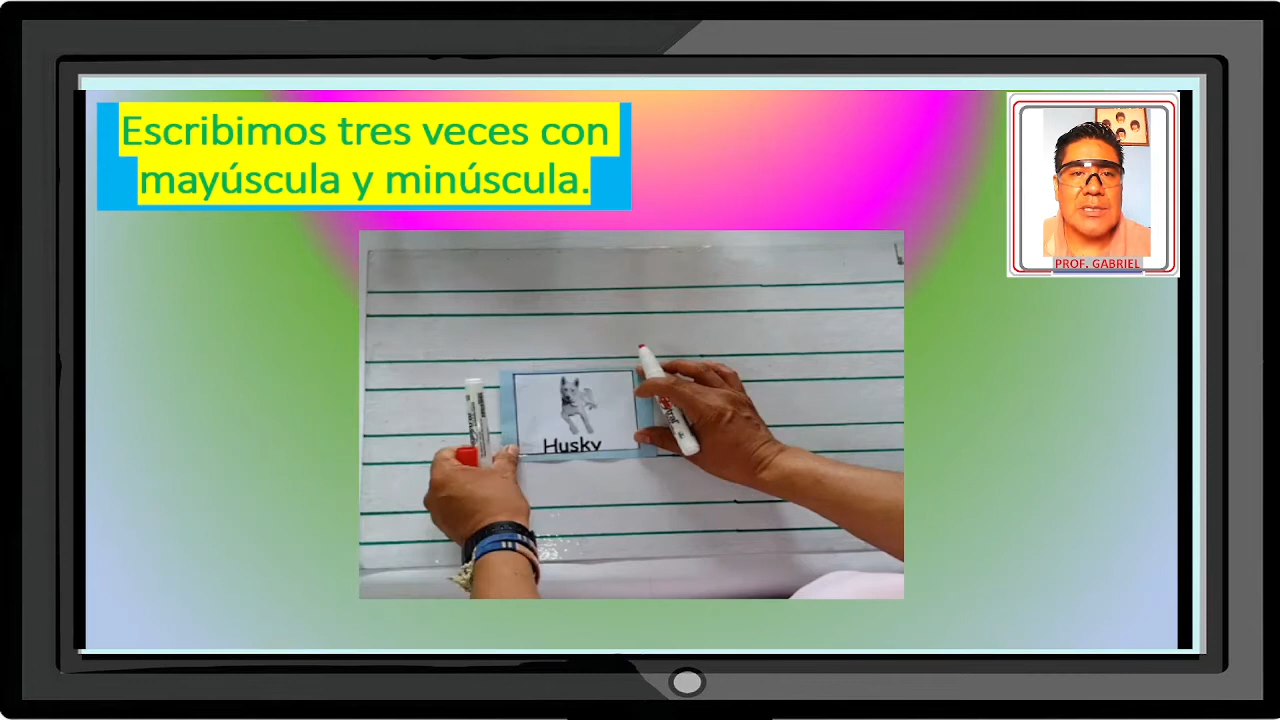 Escribimos tres veces con
mayúscula y minúscula.
PROF. GABRIEL
Husky